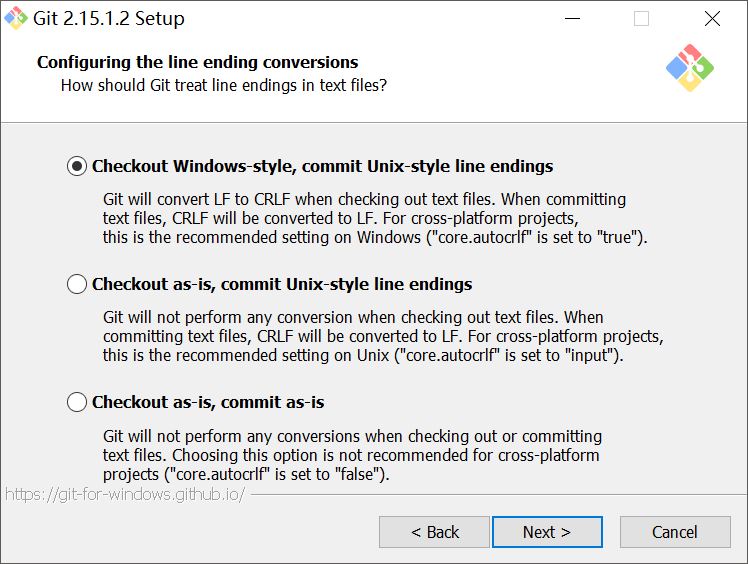 Git 2.15.1.2 Setup
Configuring the line ending conversions
How should Git treat line endings in text files?
Checkout Windows-style, commit Unix-style line endings
Git will convert LF to CRLF when checking out text files. When committing
text files, CRLF will be converted to LF. For cross-platform projects,
this is the recommended setting on Windows ("core.autocrlf" is set to "true").
Checkout as-is, commit Unix-style line endings
Git will not perform any conversion when checking out text files. When
committing text files, CRLF will be converted to LF. For cross-platform projects,
this is the recommended setting on Unix ("core.autocrlf" is set to "input").
Checkout as-is, commit as-is
Git will not perform any conversions when checking out or committing
text files. Choosing this option is not recommended for cross-platform
projects ("core.autocrlf" is set to "false").
https://git-for-windows.github.io/
< Back
Next >
Cancel